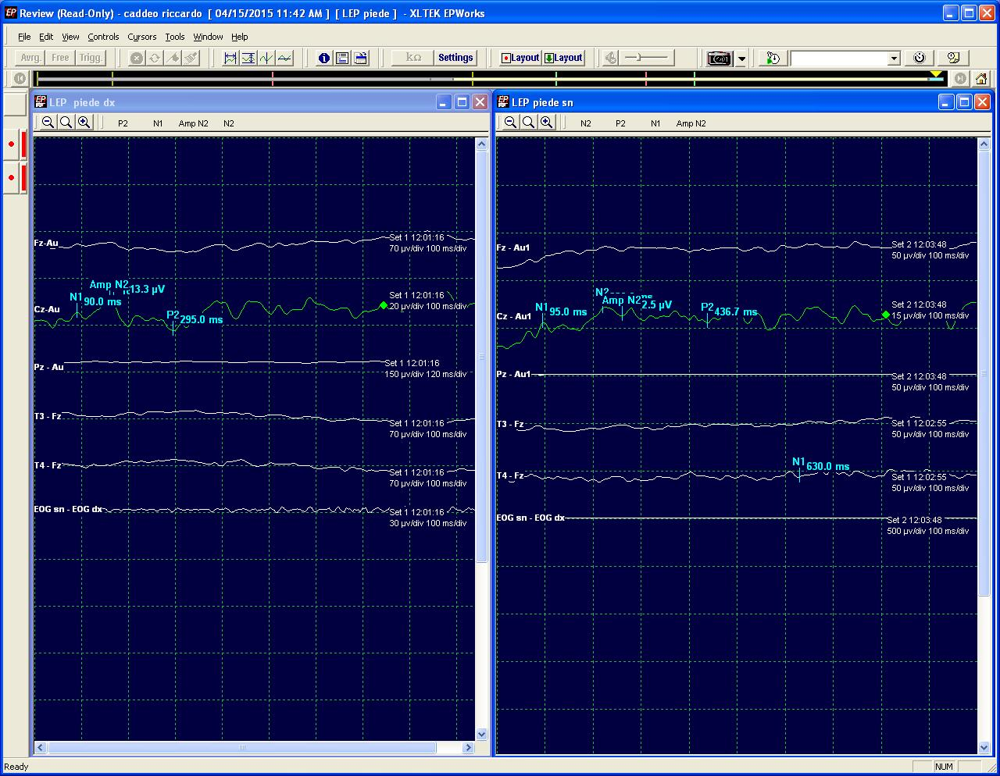 Review (Read-Only) - caddeo riccardo [ 04/15/2015 11:42 AM ] [ LEP piede ] - XLTEK EPWorks
File Edit View Controls Cursors Tools Window Help
Avrg. Free Trigg. kΩ Settings Layout Layout
LEP piede dx
P2 N1 Amp N2 N2
Fz-Au
Set 1 12:01:16
70 µv/div 100 ms/div
Amp N2 13.3 µV
N1 90.0 ms
Cz-Au
Set 1 12:01:16
20 µv/div 100 ms/div
P2 295.0 ms
Pz - Au
Set 1 12:01:16
150 µv/div 120 ms/div
T3 - Fz
Set 1 12:01:16
70 µv/div 100 ms/div
T4 - Fz
Set 1 12:01:16
70 µv/div 100 ms/div
EOG sn - EOG dx
Set 1 12:01:16
30 µv/div 100 ms/div
LEP piede sn
N2 P2 N1 Amp N2
Fz - Au1
Set 2 12:03:48
50 µv/div 100 ms/div
N2
Amp N2 2.5 µV
N1 95.0 ms
P2 436.7 ms
Cz - Au1
Set 2 12:03:48
15 µv/div 100 ms/div
Pz - Au1
Set 2 12:03:48
50 µv/div 100 ms/div
T3 - Fz
Set 1 12:02:55
50 µv/div 100 ms/div
N1 630.0 ms
T4 - Fz
Set 1 12:02:55
50 µv/div 100 ms/div
EOG sn - EOG dx
Set 2 12:03:48
500 µv/div 100 ms/div
Ready NUM